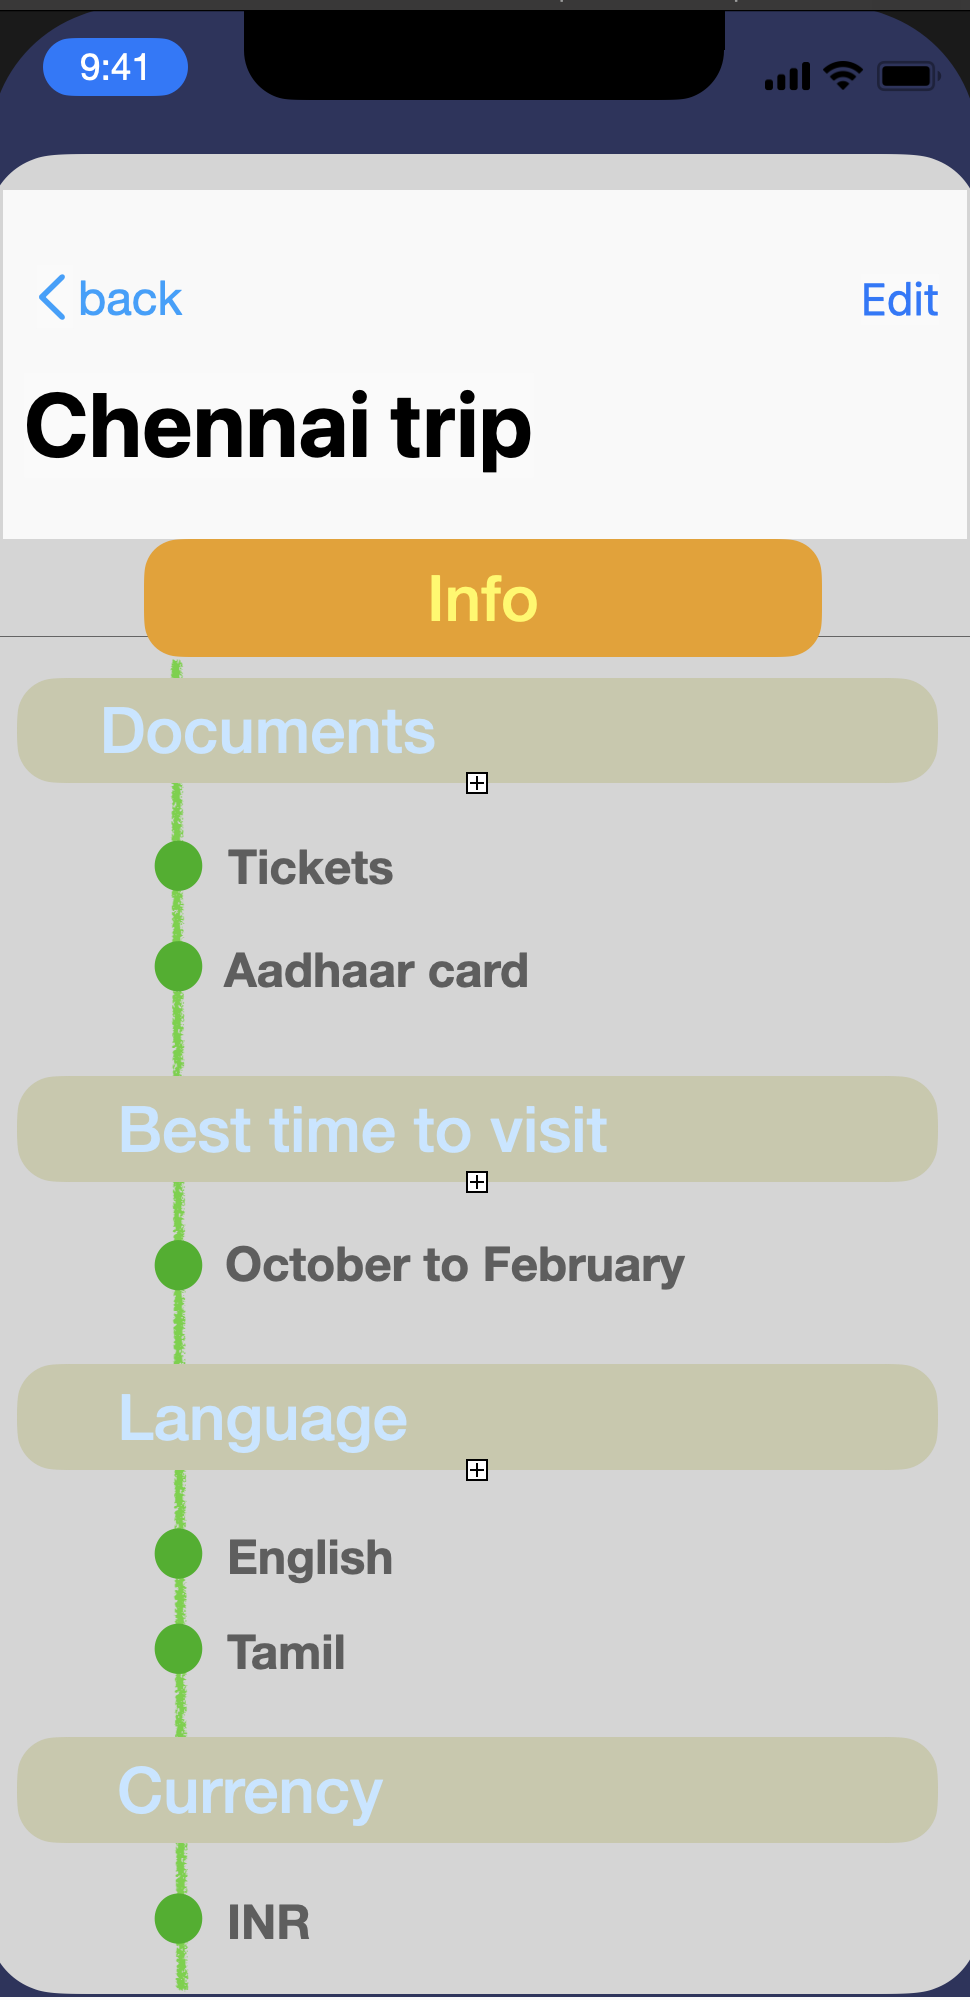 9:41
back
Edit
Chennai trip
Info
Documents
Tickets
Aadhaar card
Best time to visit
October to February
Language
English
Tamil
Currency
INR